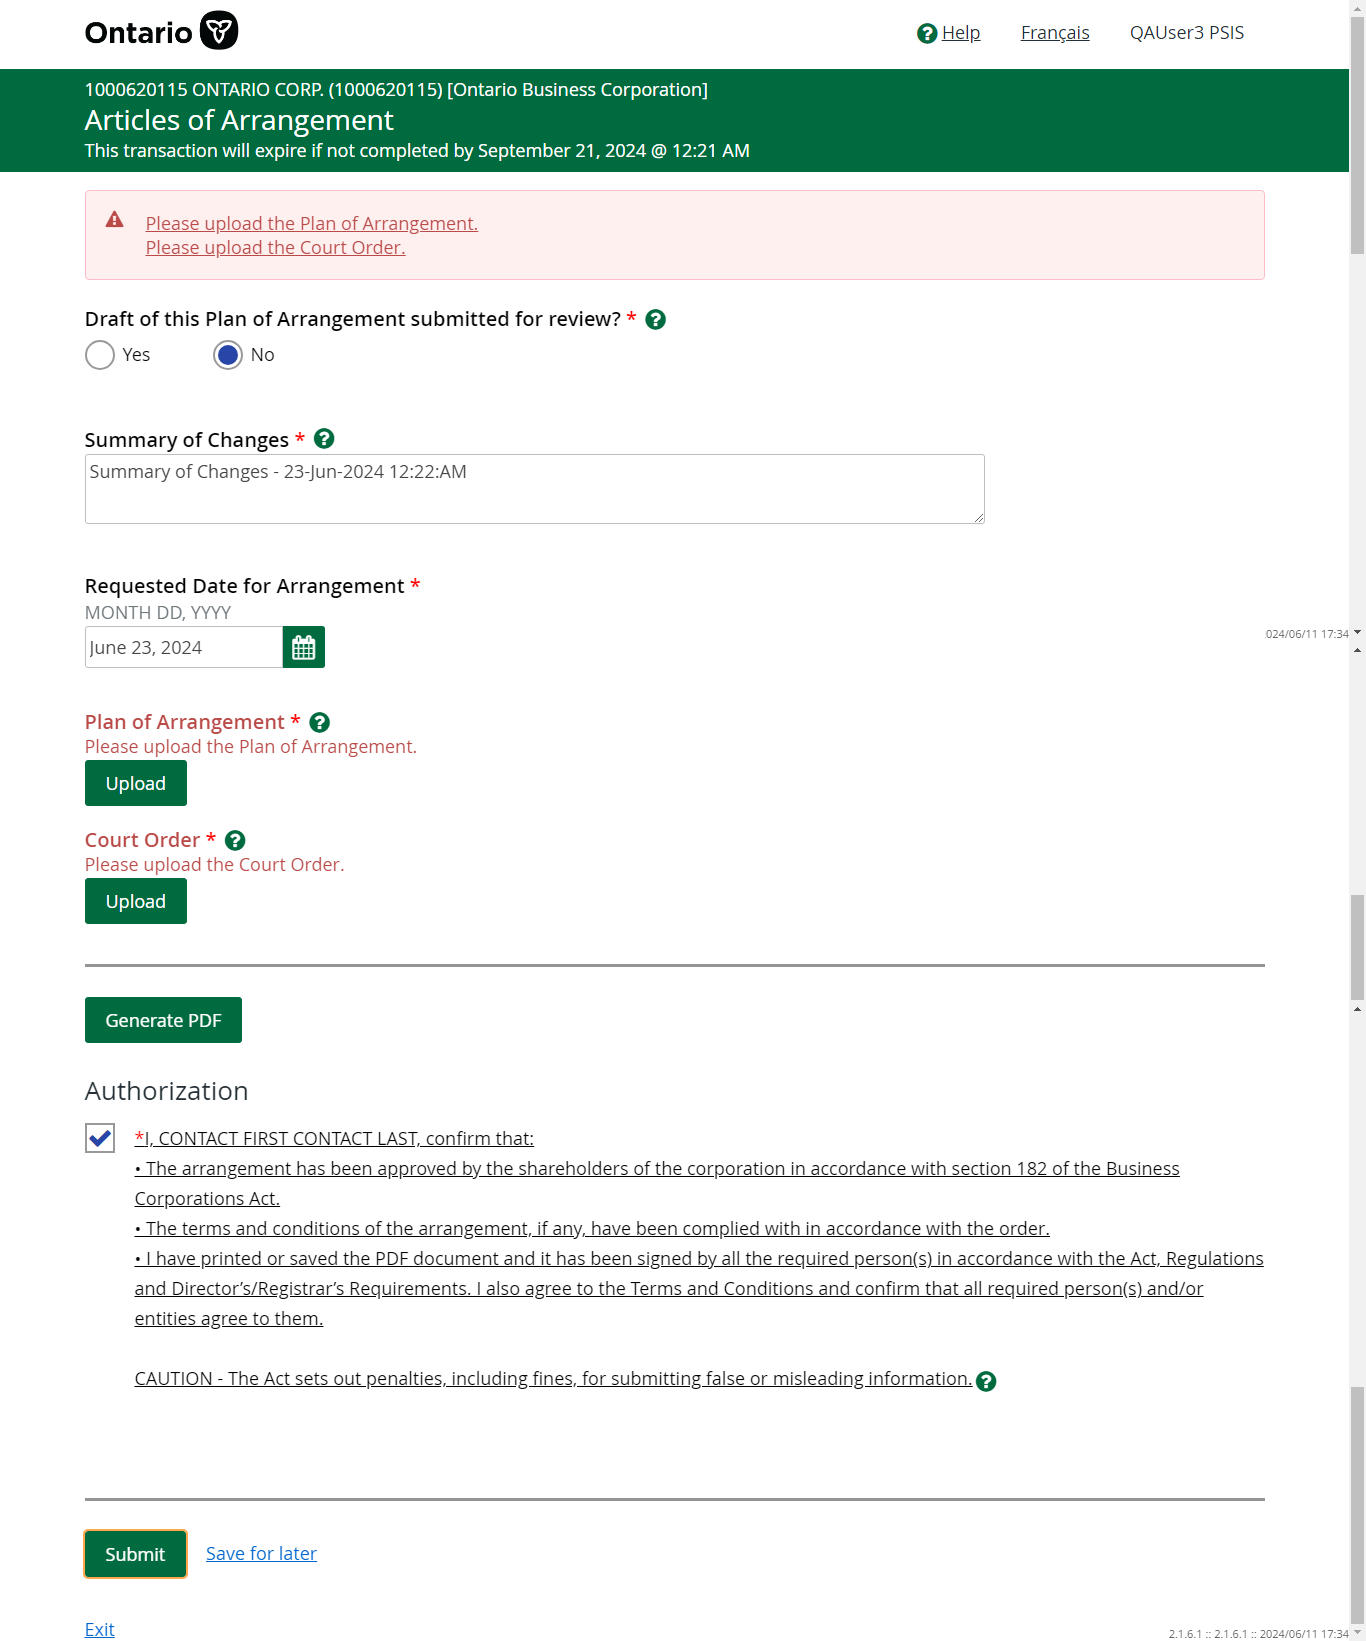 Ontario
Help Français QAUser3 PSIS
1000620115 ONTARIO CORP. (1000620115) [Ontario Business Corporation]
Articles of Arrangement
This transaction will expire if not completed by September 21, 2024 @ 12:21 AM
Please upload the Plan of Arrangement.
Please upload the Court Order.
Draft of this Plan of Arrangement submitted for review? *
Yes No
Summary of Changes *
Summary of Changes - 23-Jun-2024 12:22:AM
Requested Date for Arrangement *
MONTH DD, YYYY
024/06/11 17:34
June 23, 2024
Plan of Arrangement *
Please upload the Plan of Arrangement.
Upload
Court Order *
Please upload the Court Order.
Upload
Generate PDF
Authorization
*I, CONTACT FIRST CONTACT LAST, confirm that:
• The arrangement has been approved by the shareholders of the corporation in accordance with section 182 of the Business
Corporations Act.
• The terms and conditions of the arrangement, if any, have been complied with in accordance with the order.
• I have printed or saved the PDF document and it has been signed by all the required person(s) in accordance with the Act, Regulations
and Director’s/Registrar’s Requirements. I also agree to the Terms and Conditions and confirm that all required person(s) and/or
entities agree to them.
CAUTION - The Act sets out penalties, including fines, for submitting false or misleading information.
Submit Save for later
Exit
2.1.6.1 :: 2.1.6.1 :: 2024/06/11 17:34